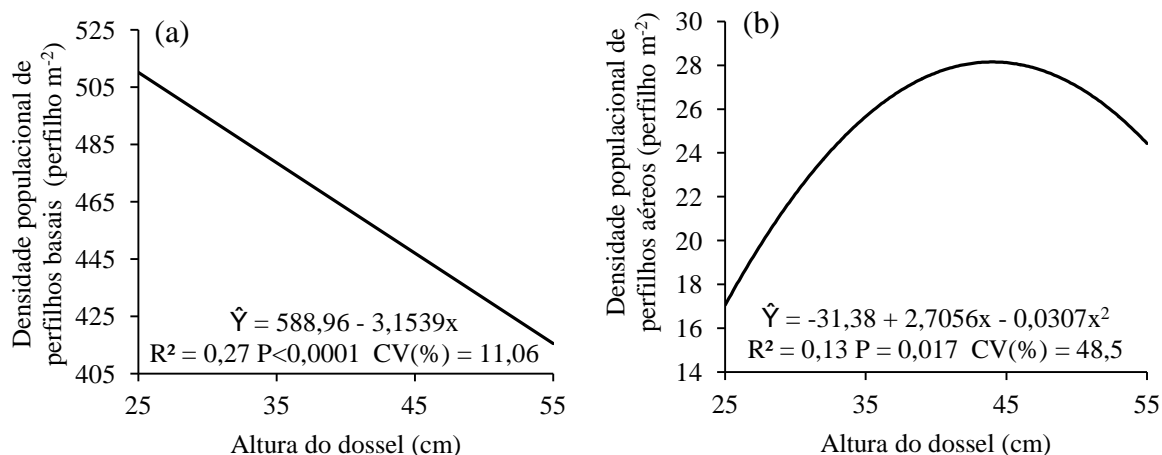 (a)
Densidade populacional de
perfilhos basais (perfilho m-2)
525
505
485
465
445
425
405
Ŷ = 588,96 - 3,1539x
R² = 0,27 P<0,0001 CV(%) = 11,06
25
35
45
55
Altura do dossel (cm)
(b)
Densidade populacional de
perfilhos aéreos (perfilho m-2)
30
28
26
24
22
20
18
16
14
Ŷ = -31,38 + 2,7056x - 0,0307x²
R² = 0,13 P = 0,017 CV(%) = 48,5
25
35
45
55
Altura do dossel (cm)